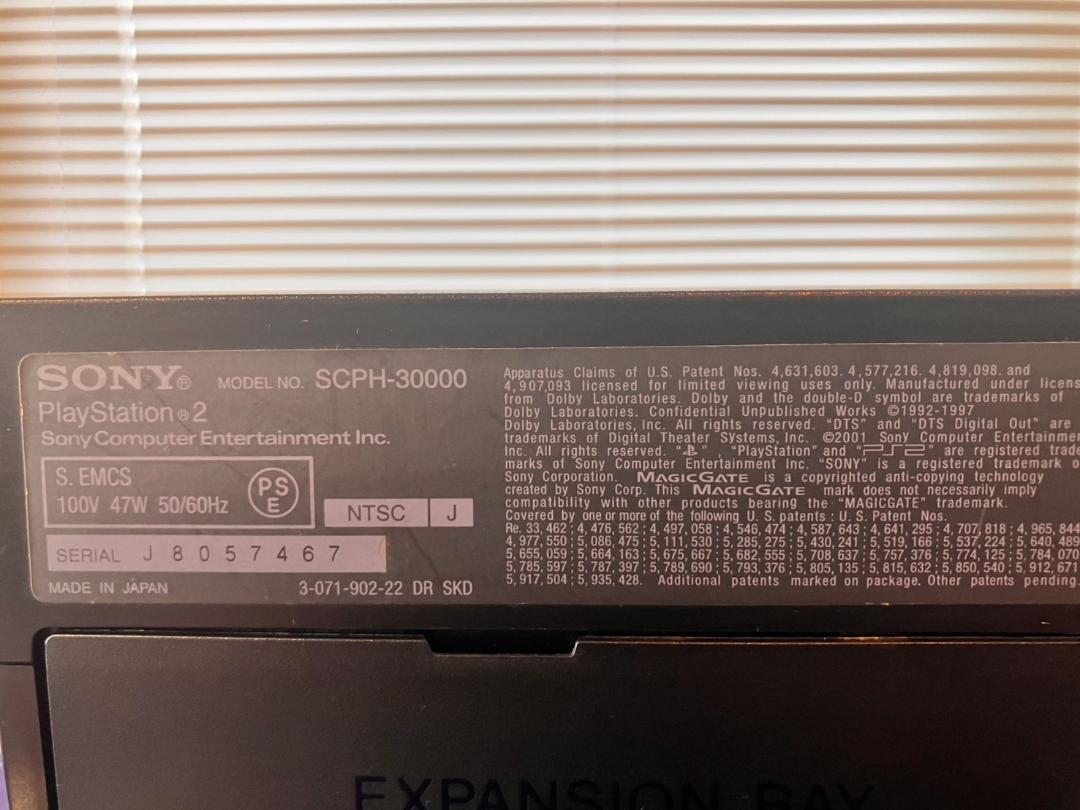 SONY® MODEL NO. SCPH-30000
PlayStation®2
Sony Computer Entertainment Inc.
S. EMCS
100V 47W 50/60Hz
PS
E
NTSC J
SERIAL J8057467
MADE IN JAPAN 3-071-902-22 DR SKD
Apparatus Claims of U.S. Patent Nos. 4,631,603. 4,577,216. 4,819,098. and
4,907,093 licensed for limited viewing uses only. Manufactured under licens
from Dolby Laboratories. Dolby and the double-D symbol are trademarks of
Dolby Laboratories. Confidential Unpublished Works ©1992-1997
Dolby Laboratories, Inc. All rights reserved. "DTS" and "DTS Digital Out" are
trademarks of Digital Theater Systems, Inc. ©2001 Sony Computer Entertainme
Inc. All rights reserved. " ", "PlayStation" and "PS2" are registered trade
marks of Sony Computer Entertainment Inc. "SONY" is a registered trademark o
Sony Corporation. MAGICGATE is a copyrighted anti-copying technology
created by Sony Corp. This MAGICGATE mark does not necessarily imply
compatibility with other products bearing the "MAGICGATE" trademark.
Covered by one or more of the following U. S. patents : U. S. Patent Nos.
Re. 33, 462 ; 4, 476, 562 ; 4, 497, 058 ; 4, 546, 474 ; 4, 587, 643 ; 4, 641, 295 ; 4, 707, 818 ; 4, 965, 844
4, 977, 550 ; 5, 086, 475 ; 5, 111, 530 ; 5, 285, 275 ; 5, 430, 241 ; 5, 519, 166 ; 5, 537, 224 ; 5, 640, 489
5, 655, 059 ; 5, 664, 163 ; 5, 675, 667 ; 5, 682, 555 ; 5, 708, 637 ; 5, 757, 376 ; 5, 774, 125 ; 5, 784, 070
5, 785, 597 ; 5, 787, 397 ; 5, 789, 690 ; 5, 793, 376 ; 5, 805, 135 ; 5, 815, 632 ; 5, 850, 540 ; 5, 912, 671
5, 917, 504 ; 5, 935, 428. Additional patents marked on package. Other patents pending.
EXPANSION BAY